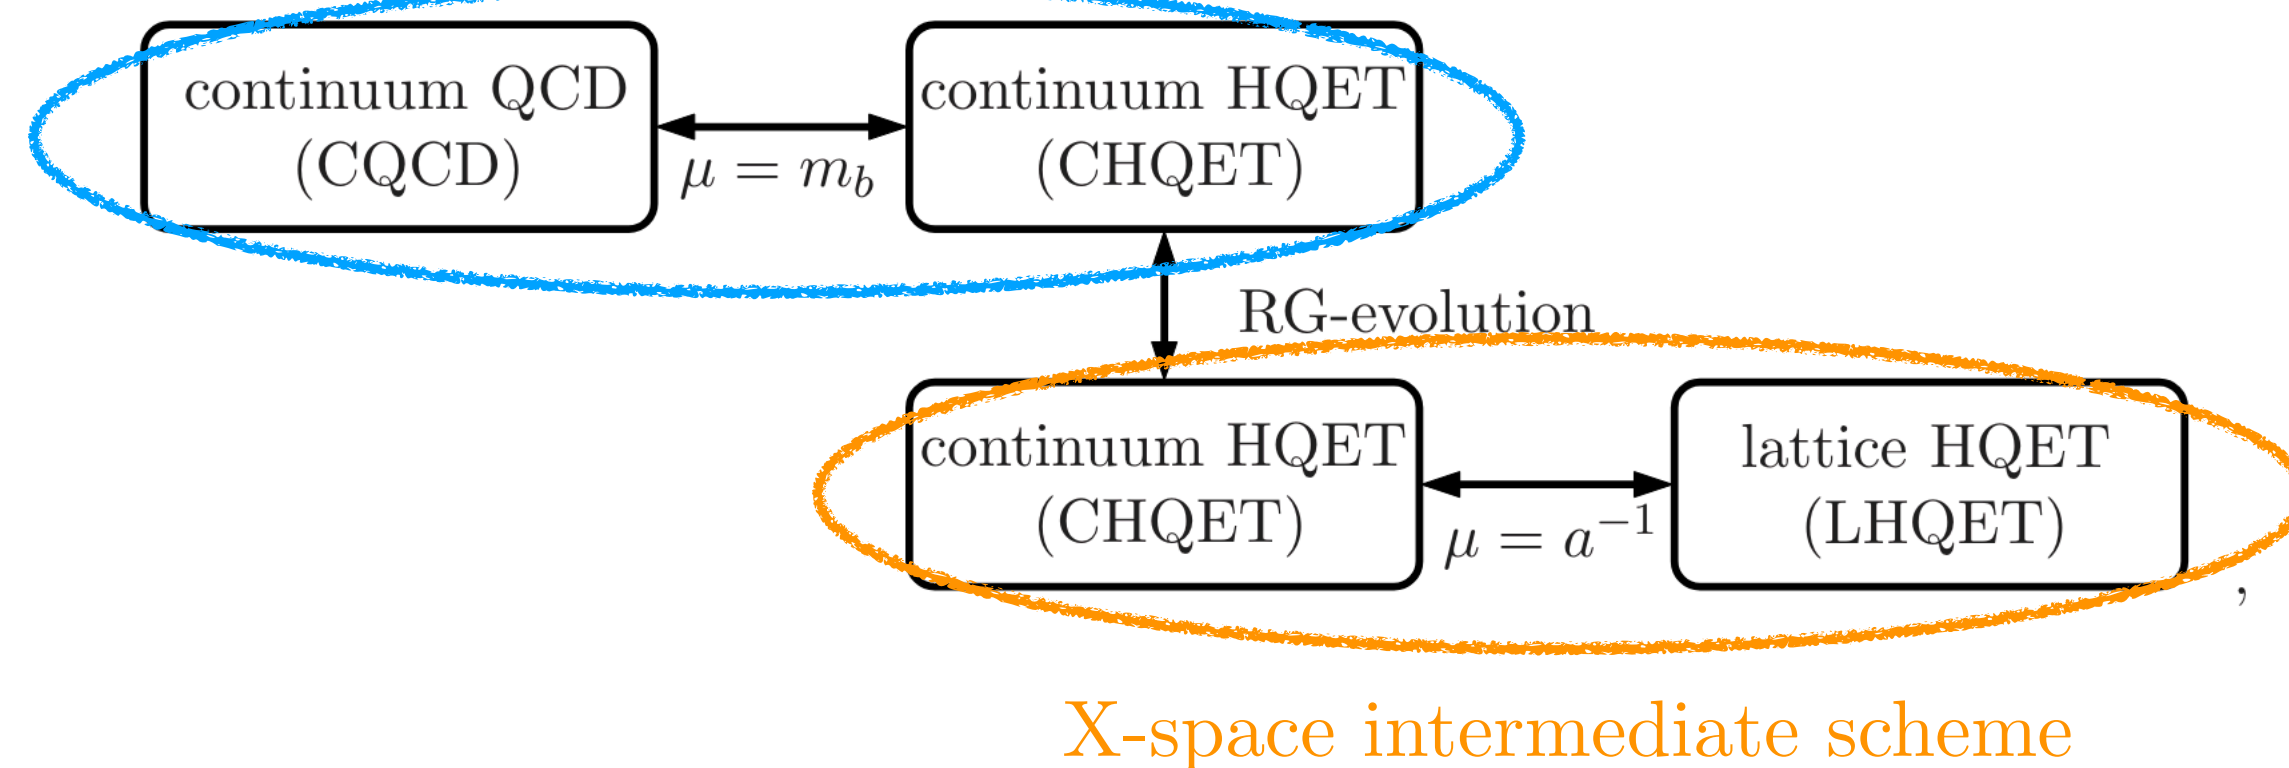 continuum QCD
(CQCD)
μ = m_b
continuum HQET
(CHQET)
RG-evolution
continuum HQET
(CHQET)
μ = a^{-1}
lattice HQET
(LHQET)
,
X-space intermediate scheme